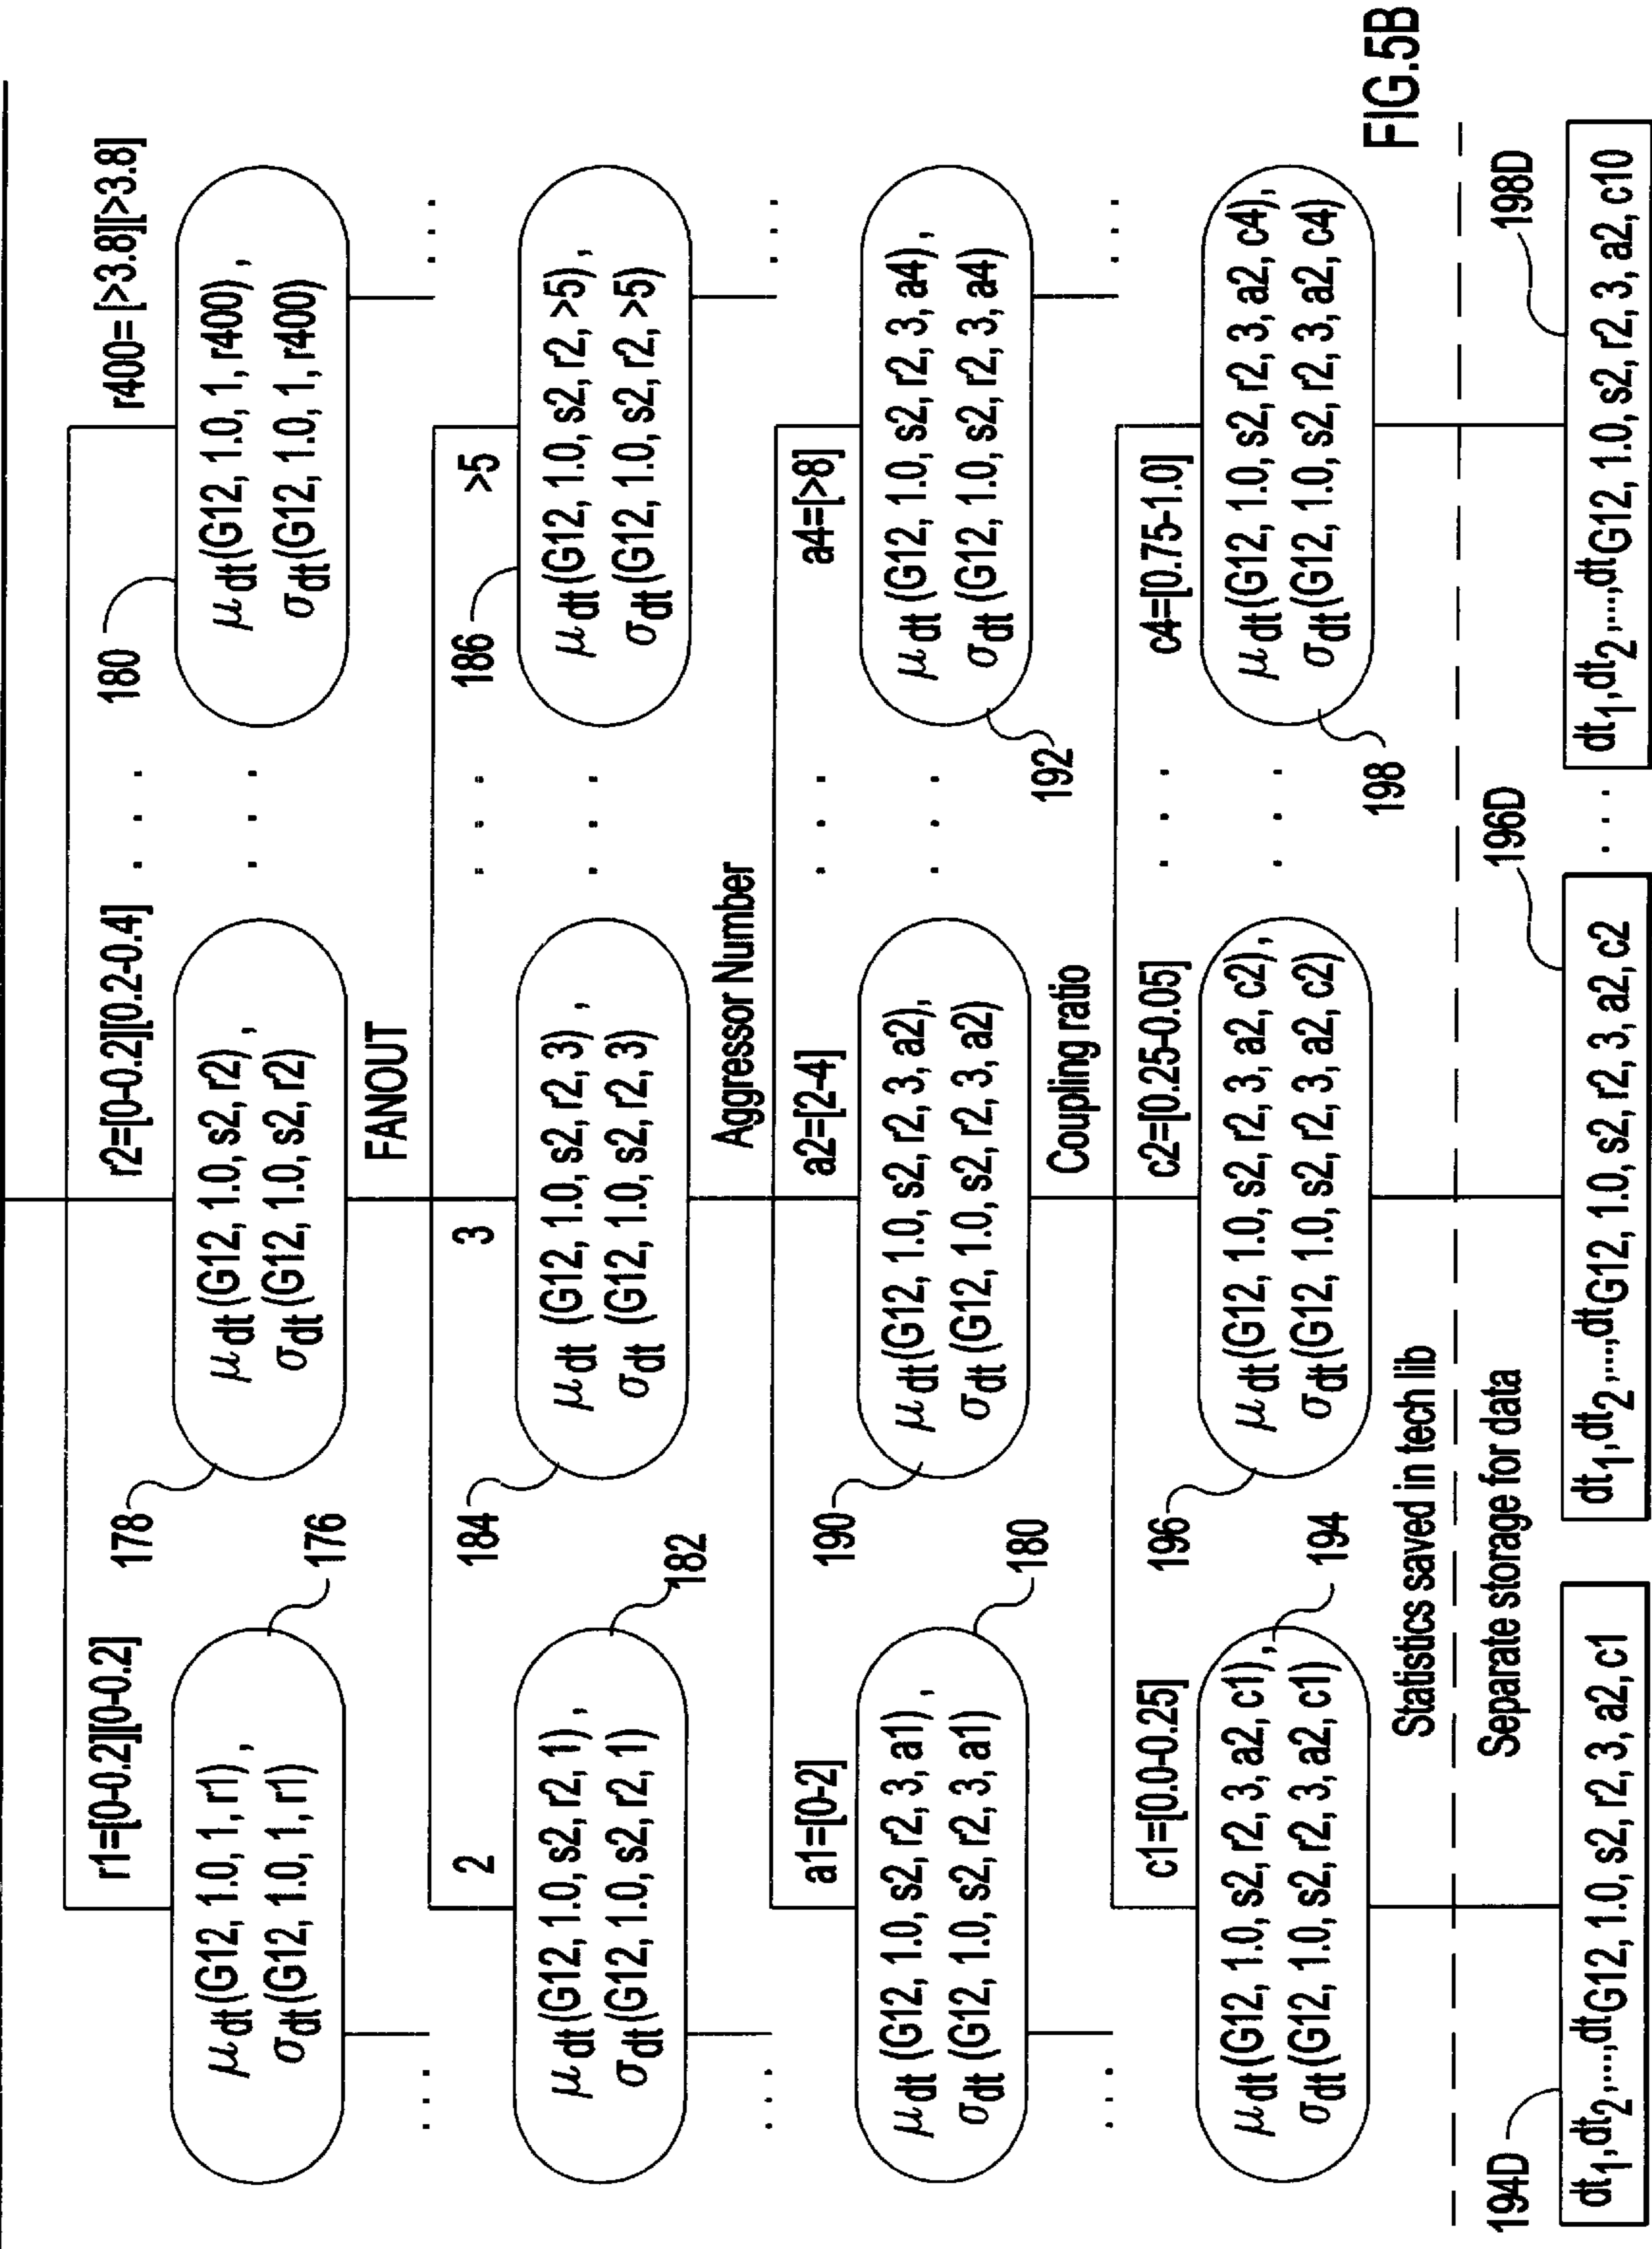 r1=[0-0.2][0-0.2]
r2=[0-0.2][0.2-0.4]
. . .
r400= [>3.8][>3.8]
178
176
180
μdt(G12, 1.0, 1, r1) ,
σdt(G12, 1.0, 1, r1)
μdt(G12, 1.0, s2, r2) ,
σdt(G12, 1.0, s2, r2)
. . .
μdt(G12, 1.0, 1, r400) ,
σdt(G12, 1.0, 1, r400)
. . .
FANOUT
. . .
2
3
. . .
>5
184
182
186
μdt(G12, 1.0, s2, r2, 1) ,
σdt(G12, 1.0, s2, r2, 1)
μdt (G12, 1.0, s2, r2, 3) ,
σdt (G12, 1.0, s2, r2, 3)
. . .
μdt(G12, 1.0, s2, r2, >5) ,
σdt(G12, 1.0, s2, r2, >5)
. . .
Aggressor Number
. . .
a1=[0-2]
a2=[2-4]
. . .
a4=[>8]
190
180
192
μdt (G12, 1.0, s2, r2, 3, a1) ,
σdt (G12, 1.0, s2, r2, 3, a1)
μdt(G12, 1.0, s2, r2, 3, a2),
σdt(G12, 1.0, s2, r2, 3, a2)
. . .
μdt (G12, 1.0, s2, r2, 3, a4) ,
σdt (G12, 1.0, s2, r2, 3, a4)
. . .
Coupling ratio
. . .
c1=[0.0-0.25]
c2=[0.25-0.05]
. . .
c4=[0.75-1.0]
196
194
198
μdt(G12, 1.0, s2, r2, 3, a2, c1) ,
σdt(G12, 1.0, s2, r2, 3, a2, c1)
μdt(G12, 1.0, s2, r2, 3, a2, c2) ,
σdt(G12, 1.0, s2, r2, 3, a2, c2)
. . .
μdt(G12, 1.0, s2, r2, 3, a2, c4) ,
σdt(G12, 1.0, s2, r2, 3, a2, c4)
FIG.5B
Statistics saved in tech lib
Separate storage for data
194D
196D
198D
dt1,dt2,...,dtG12, 1.0, s2, r2, 3, a2, c1
dt1,dt2,...,dtG12, 1.0, s2, r2, 3, a2, c2
. . .
dt1,dt2,...,dtG12, 1.0, s2, r2, 3, a2, c10